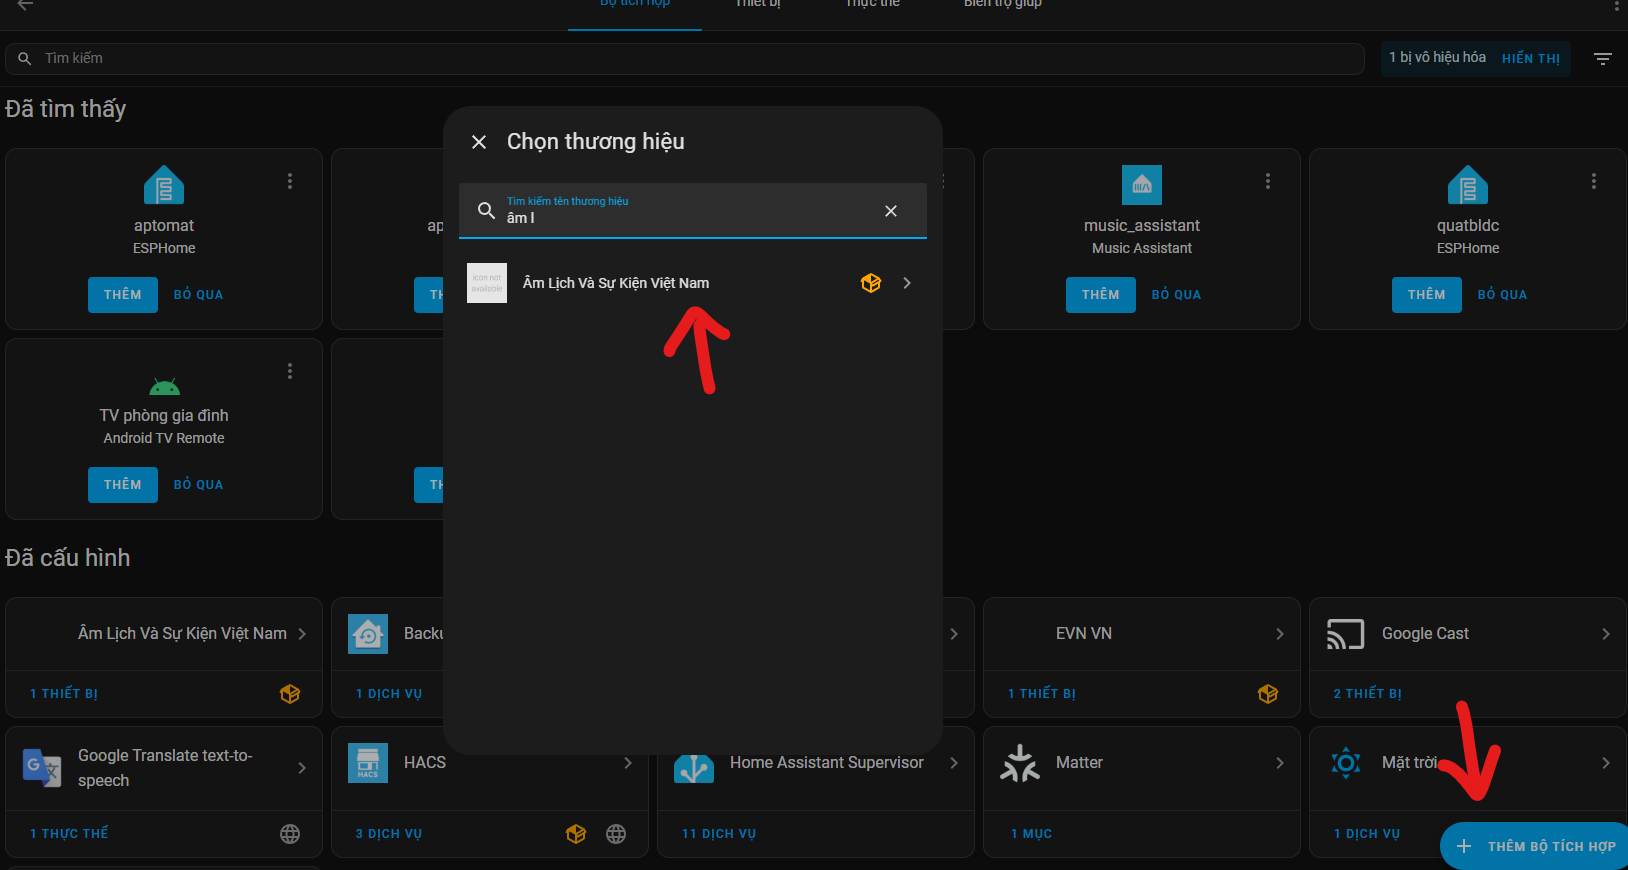 Bộ tích hợp
Thiết bị
Thực thể
Biến trợ giúp
Tìm kiếm
1 bị vô hiệu hóa HIỂN THỊ
Đã tìm thấy
Chọn thương hiệu
Tìm kiếm tên thương hiệu
âm l
icon not
available
Âm Lịch Và Sự Kiện Việt Nam
aptomat
ESPHome
THÊM BỎ QUA
ap
TH
music_assistant
Music Assistant
THÊM BỎ QUA
quatbldc
ESPHome
THÊM BỎ QUA
TV phòng gia đình
Android TV Remote
THÊM BỎ QUA
TH
Đã cấu hình
Âm Lịch Và Sự Kiện Việt Nam
1 THIẾT BỊ
Backu
1 DỊCH VỤ
EVN VN
1 THIẾT BỊ
Google Cast
2 THIẾT BỊ
Google Translate text-to-
speech
1 THỰC THỂ
HACS
HACS
3 DỊCH VỤ
Home Assistant Supervisor
11 DỊCH VỤ
Matter
1 MỤC
Mặt trời
1 DỊCH VỤ
THÊM BỘ TÍCH HỢP